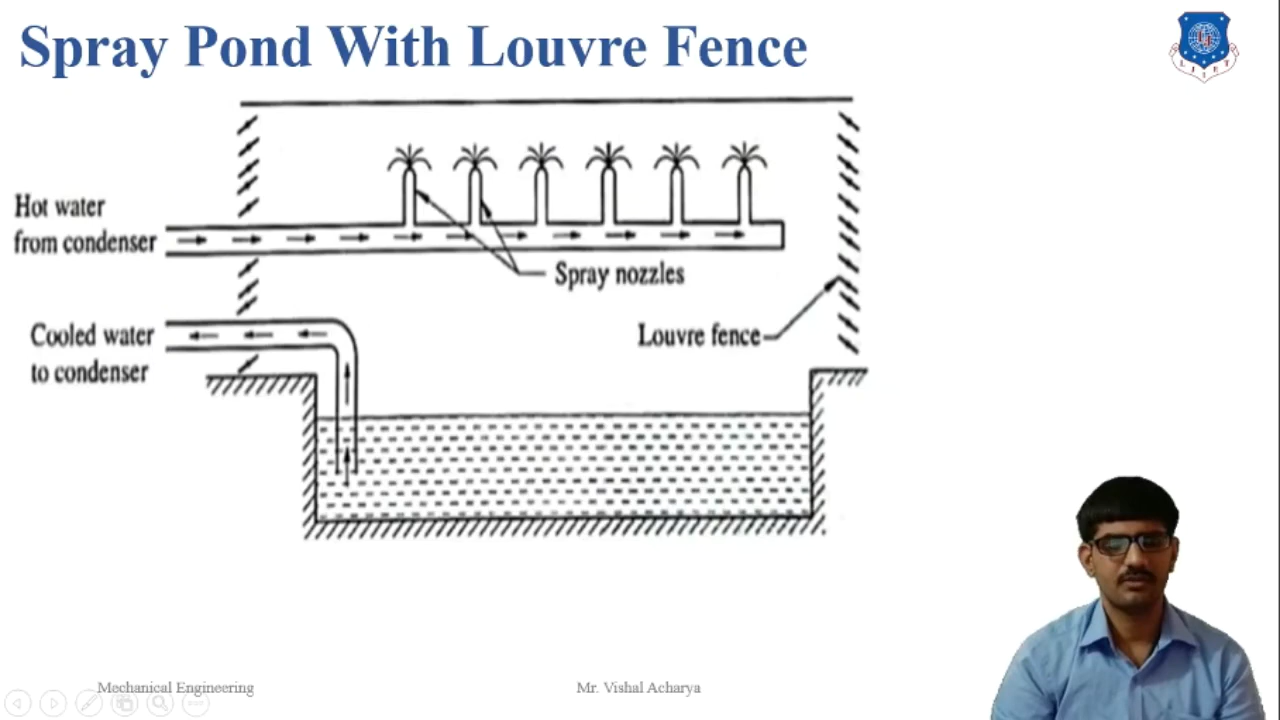 Spray Pond With Louvre Fence
Hot water
from condenser
Spray nozzles
Cooled water
to condenser
Louvre fence
L J I E T
Mechanical Engineering
Mr. Vishal Acharya